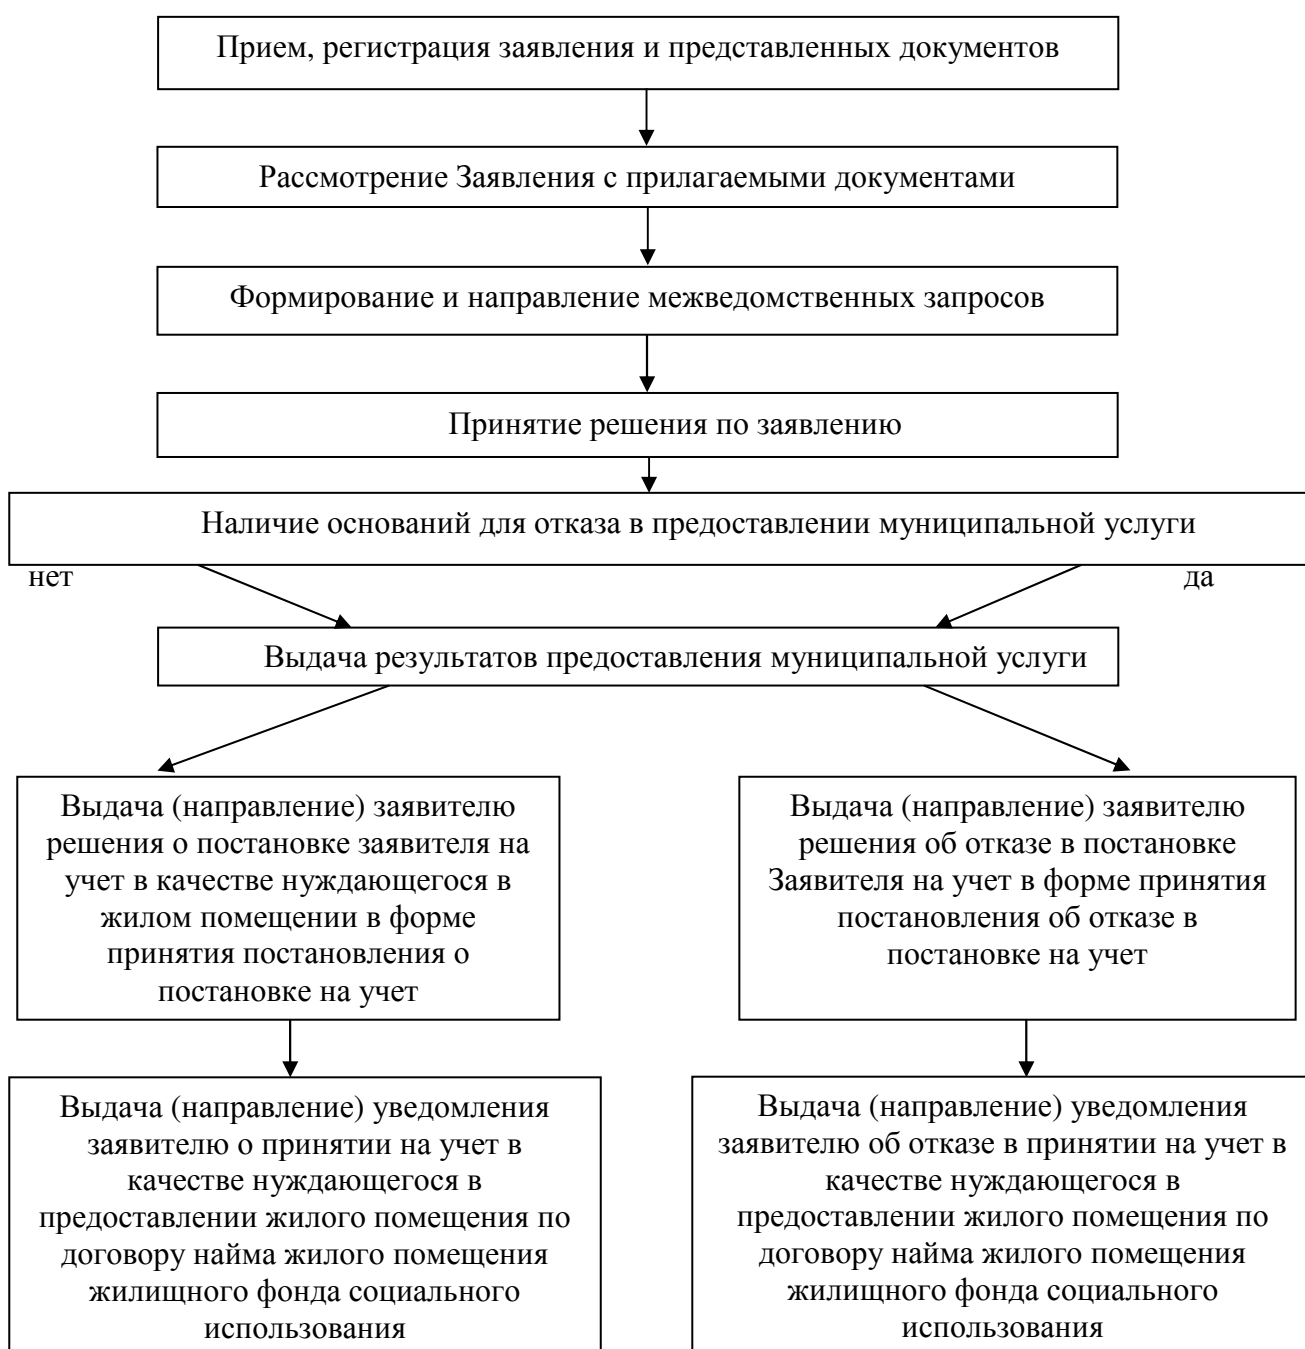 Прием, регистрация заявления и представленных документов
Рассмотрение Заявления с прилагаемыми документами
Формирование и направление межведомственных запросов
Принятие решения по заявлению
Наличие оснований для отказа в предоставлении муниципальной услуги
нет
да
Выдача результатов предоставления муниципальной услуги
Выдача (направление) заявителю
решения о постановке заявителя на
учет в качестве нуждающегося в
жилом помещении в форме
принятия постановления о
постановке на учет
Выдача (направление) заявителю
решения об отказе в постановке
Заявителя на учет в форме принятия
постановления об отказе в
постановке на учет
Выдача (направление) уведомления
заявителю о принятии на учет в
качестве нуждающегося в
предоставлении жилого помещения по
договору найма жилого помещения
жилищного фонда социального
использования
Выдача (направление) уведомления
заявителю об отказе в принятии на учет в
качестве нуждающегося в
предоставлении жилого помещения по
договору найма жилого помещения
жилищного фонда социального
использования